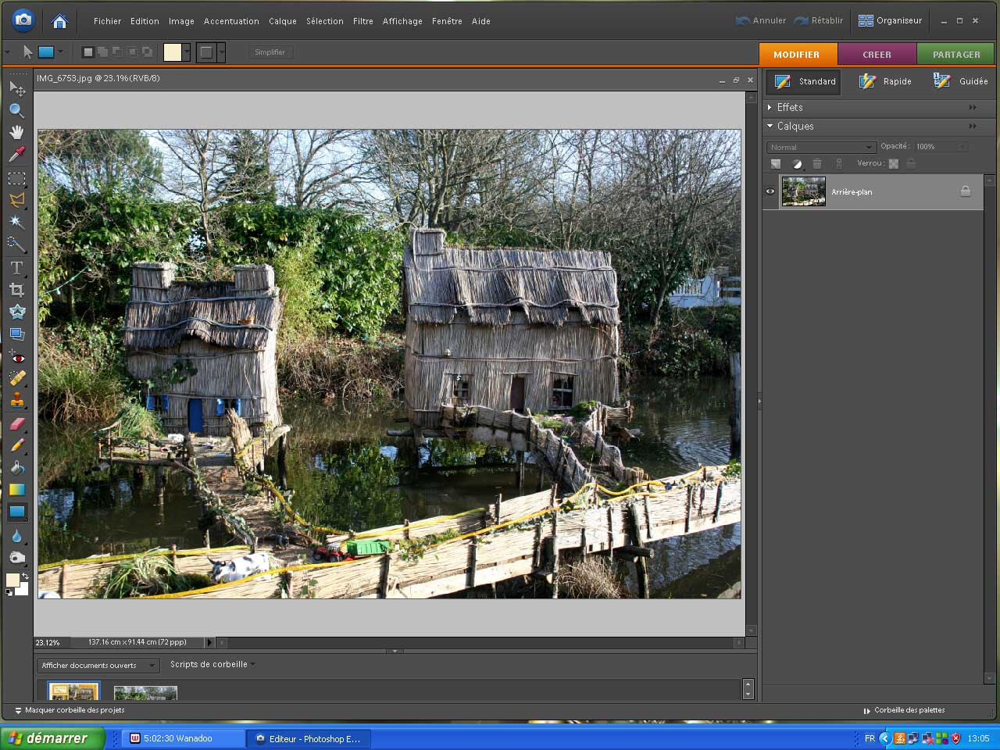 Fichier Edition Image Accentuation Calque Sélection Filtre Affichage Fenêtre Aide Annuler Rétablir Organiseur
Simplifier MODIFIER CREER PARTAGER
IMG_6753.jpg @ 23.1%(RVB/8) Standard Rapide Guidée
Effets
Calques
Normal Opacité: 100%
Verrou:
Arrière-plan
T
23.12% 137.16 cm x 91.44 cm (72 ppp)
Afficher documents ouverts Scripts de corbeille
Masquer corbeille des projets Corbeille des palettes
démarrer 5:02:30 Wanadoo Editeur - Photoshop E... FR 13:05